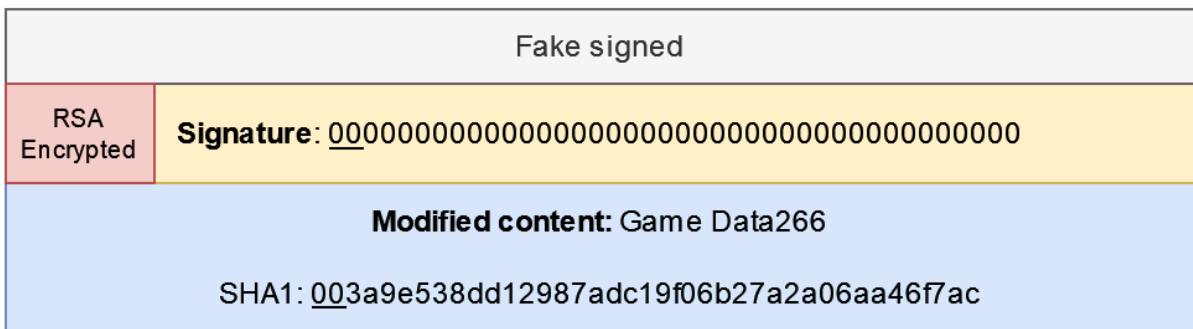 Fake signed
RSA
Encrypted
Signature: 0000000000000000000000000000000000000000
Modified content: Game Data266
SHA1: 003a9e538dd12987adc19f06b27a2a06aa46f7ac